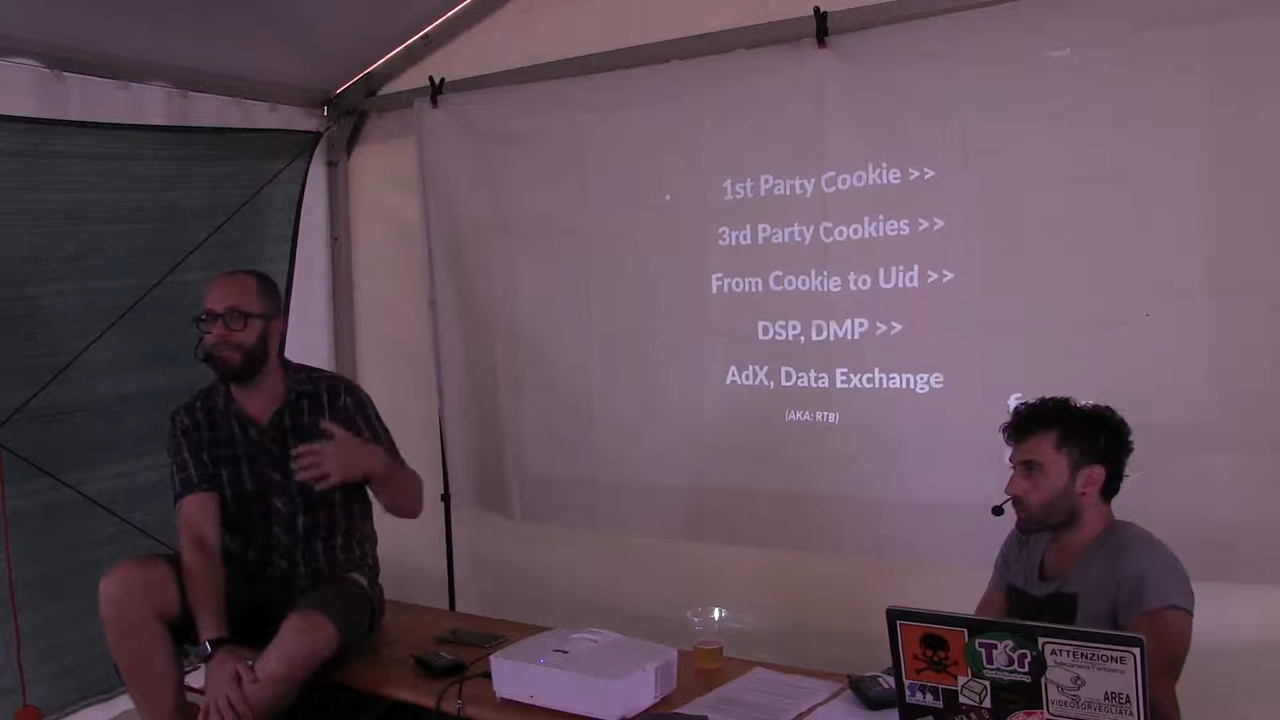 1st Party Cookie >>
3rd Party Cookies >>
From Cookie to Uid >>
DSP, DMP >>
AdX, Data Exchange
(AKA: RTB)
Tor
ATTENZIONE
AREA
VIDEOSORVEGLIATA